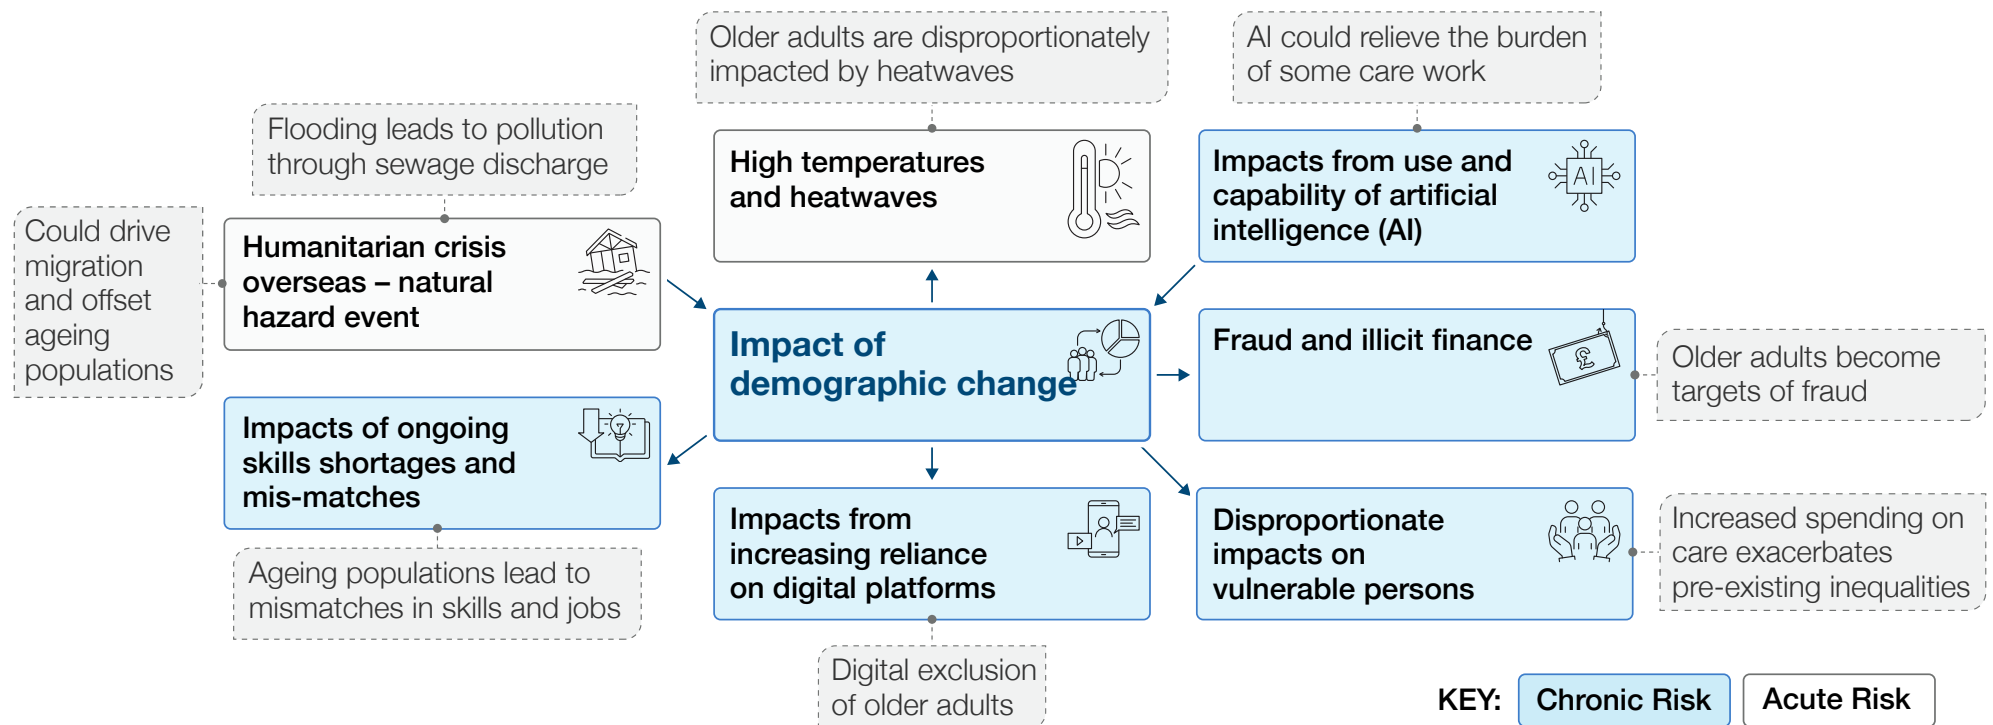 Older adults are disproportionately
impacted by heatwaves
AI could relieve the burden
of some care work
Flooding leads to pollution
through sewage discharge
High temperatures
and heatwaves
Impacts from use and
capability of artificial
intelligence (AI)
AI
Could drive
migration
and offset
ageing
populations
Humanitarian crisis
overseas – natural
hazard event
Impact of
demographic change
Fraud and illicit finance
£
Older adults become
targets of fraud
Impacts of ongoing
skills shortages and
mis-matches
Ageing populations lead to
mismatches in skills and jobs
Impacts from
increasing reliance
on digital platforms
Digital exclusion
of older adults
Disproportionate
impacts on
vulnerable persons
Increased spending on
care exacerbates
pre-existing inequalities
KEY: Chronic Risk Acute Risk